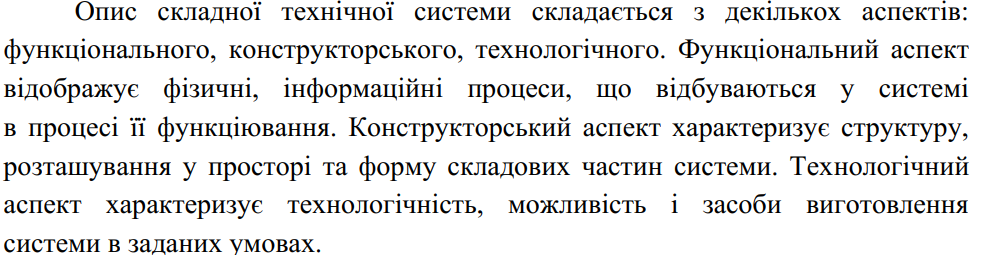 Опис складної технічної системи складається з декількох аспектів:
функціонального, конструкторського, технологічного. Функціональний аспект
відображує фізичні, інформаційні процеси, що відбуваються у системі
в процесі її функціювання. Конструкторський аспект характеризує структуру,
розташування у просторі та форму складових частин системи. Технологічний
аспект характеризує технологічність, можливість і засоби виготовлення
системи в заданих умовах.